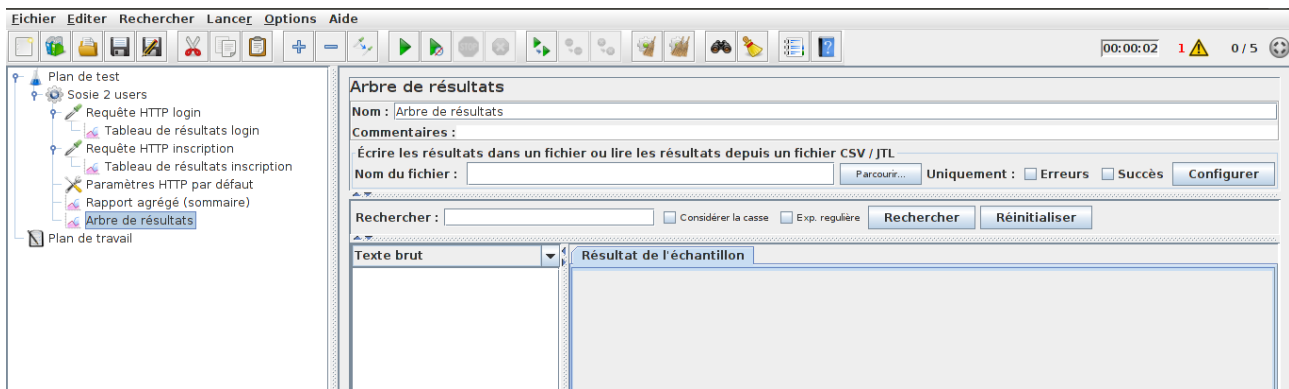 Fichier Editer Rechercher Lancer Options Aide
00:00:02 1 0 / 5
Plan de test
Sosie 2 users
Requête HTTP login
Tableau de résultats login
Requête HTTP inscription
Tableau de résultats inscription
Paramètres HTTP par défaut
Rapport agrégé (sommaire)
Arbre de résultats
Plan de travail
Arbre de résultats
Nom : Arbre de résultats
Commentaires :
Écrire les résultats dans un fichier ou lire les résultats depuis un fichier CSV / JTL
Nom du fichier : Parcourir... Uniquement : Erreurs Succès Configurer
Rechercher : Considérer la casse Exp. regulière Rechercher Réinitialiser
Texte brut Résultat de l'échantillon